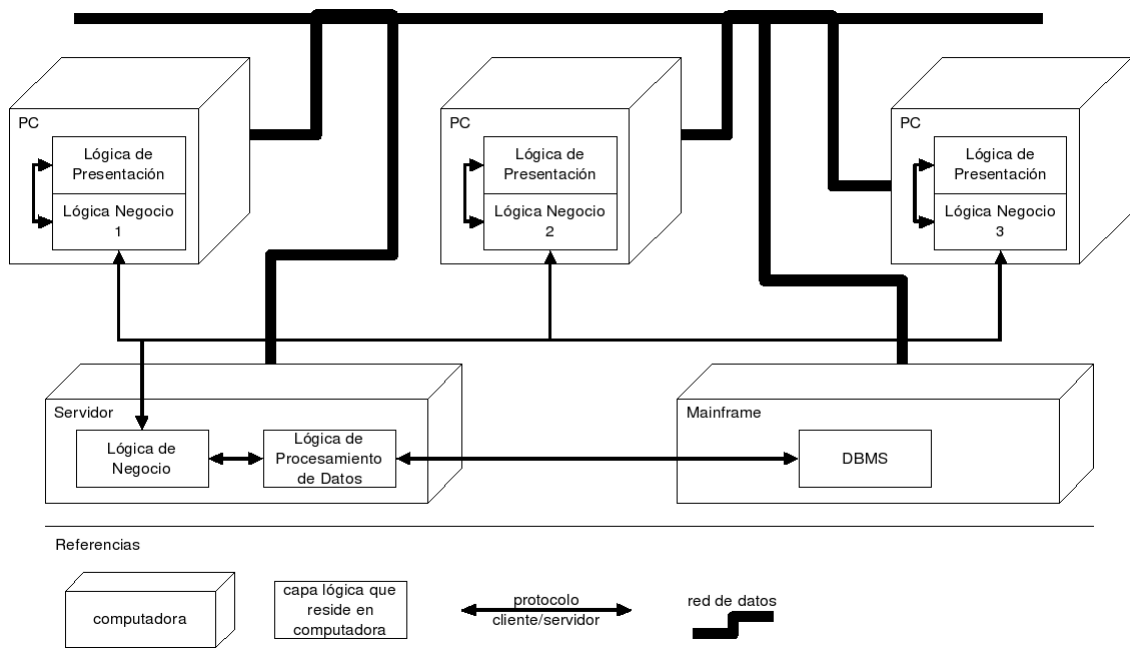 PC
Lógica de
Presentación
Lógica Negocio
1
PC
Lógica de
Presentación
Lógica Negocio
2
PC
Lógica de
Presentación
Lógica Negocio
3
Servidor
Lógica de
Negocio
Lógica de
Procesamiento
de Datos
Mainframe
DBMS
Referencias
computadora
capa lógica que
reside en
computadora
protocolo
cliente/servidor
red de datos